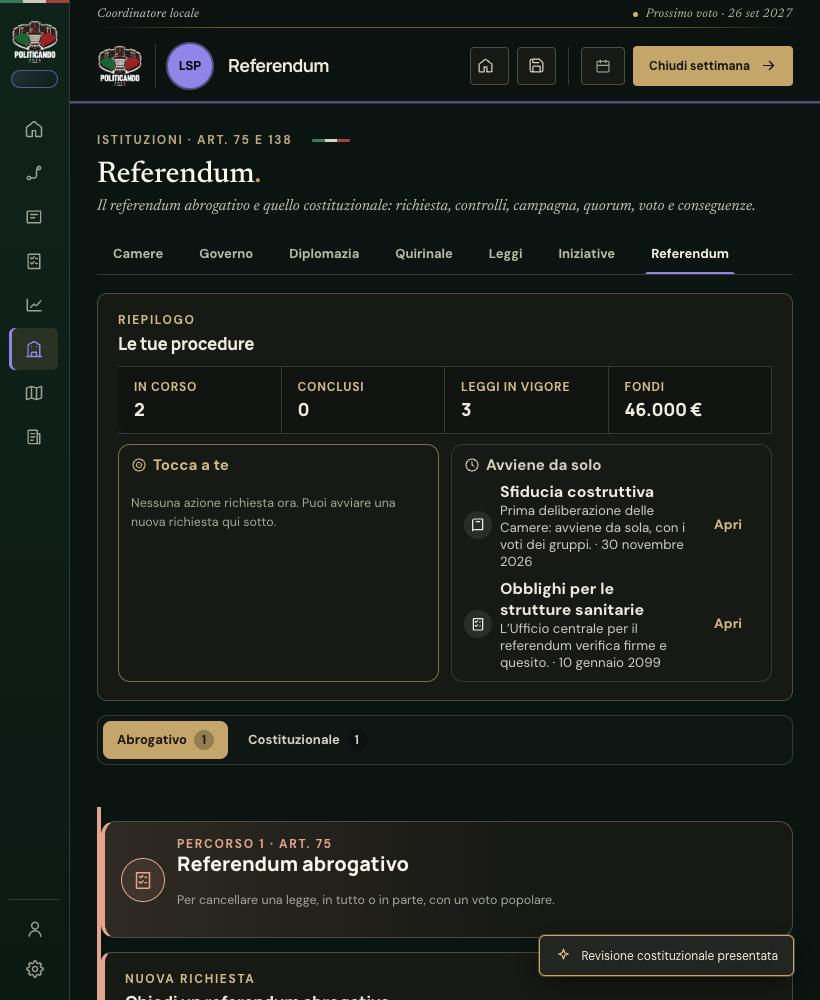 Coordinatore locale
Prossimo voto · 26 set 2027
POLITICANDO
POLITICANDO
LSP
Referendum
Chiudi settimana
ISTITUZIONI · ART. 75 E 138
Referendum.
Il referendum abrogativo e quello costituzionale: richiesta, controlli, campagna, quorum, voto e conseguenze.
Camere
Governo
Diplomazia
Quirinale
Leggi
Iniziative
Referendum
RIEPILOGO
Le tue procedure
IN CORSO
2
CONCLUSI
0
LEGGI IN VIGORE
3
FONDI
46.000 €
Tocca a te
Nessuna azione richiesta ora. Puoi avviare una
nuova richiesta qui sotto.
Avviene da solo
Sfiducia costruttiva
Prima deliberazione delle
Camere: avviene da sola, con i
voti dei gruppi. · 30 novembre
2026
Apri
Obblighi per le
strutture sanitarie
L'Ufficio centrale per il
referendum verifica firme e
quesito. · 10 gennaio 2099
Apri
Abrogativo 1
Costituzionale 1
PERCORSO 1 · ART. 75
Referendum abrogativo
Per cancellare una legge, in tutto o in parte, con un voto popolare.
Revisione costituzionale presentata
NUOVA RICHIESTA
Chiedi un referendum abrogativo